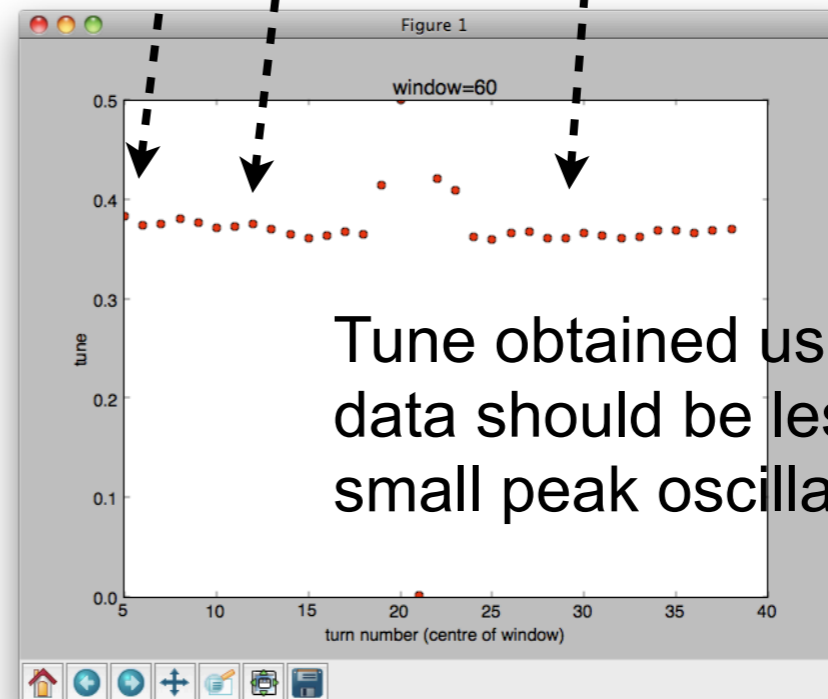 Figure 1
window=60
0.5
0.4
0.3
0.2
0.1
0.0
tune
Tune obtained us
data should be les
small peak oscilla
5 10 15 20 25 30 35 40
turn number (centre of window)